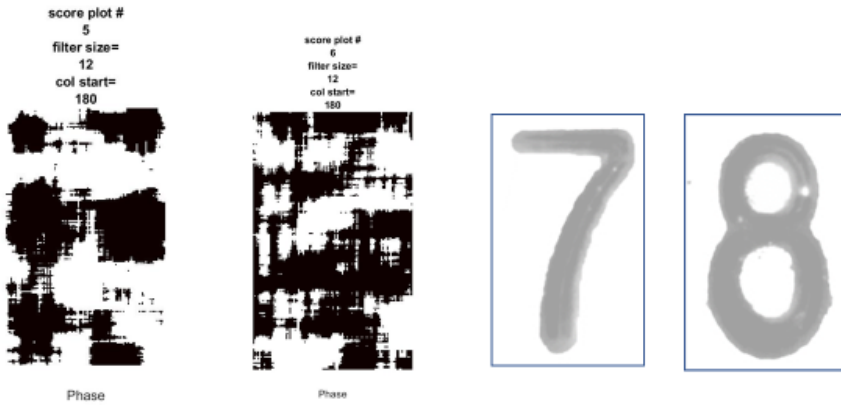 score plot #
5
filter size=
12
col start=
180
Phase
score plot #
6
filter size=
12
col start=
180
Phase
7
8